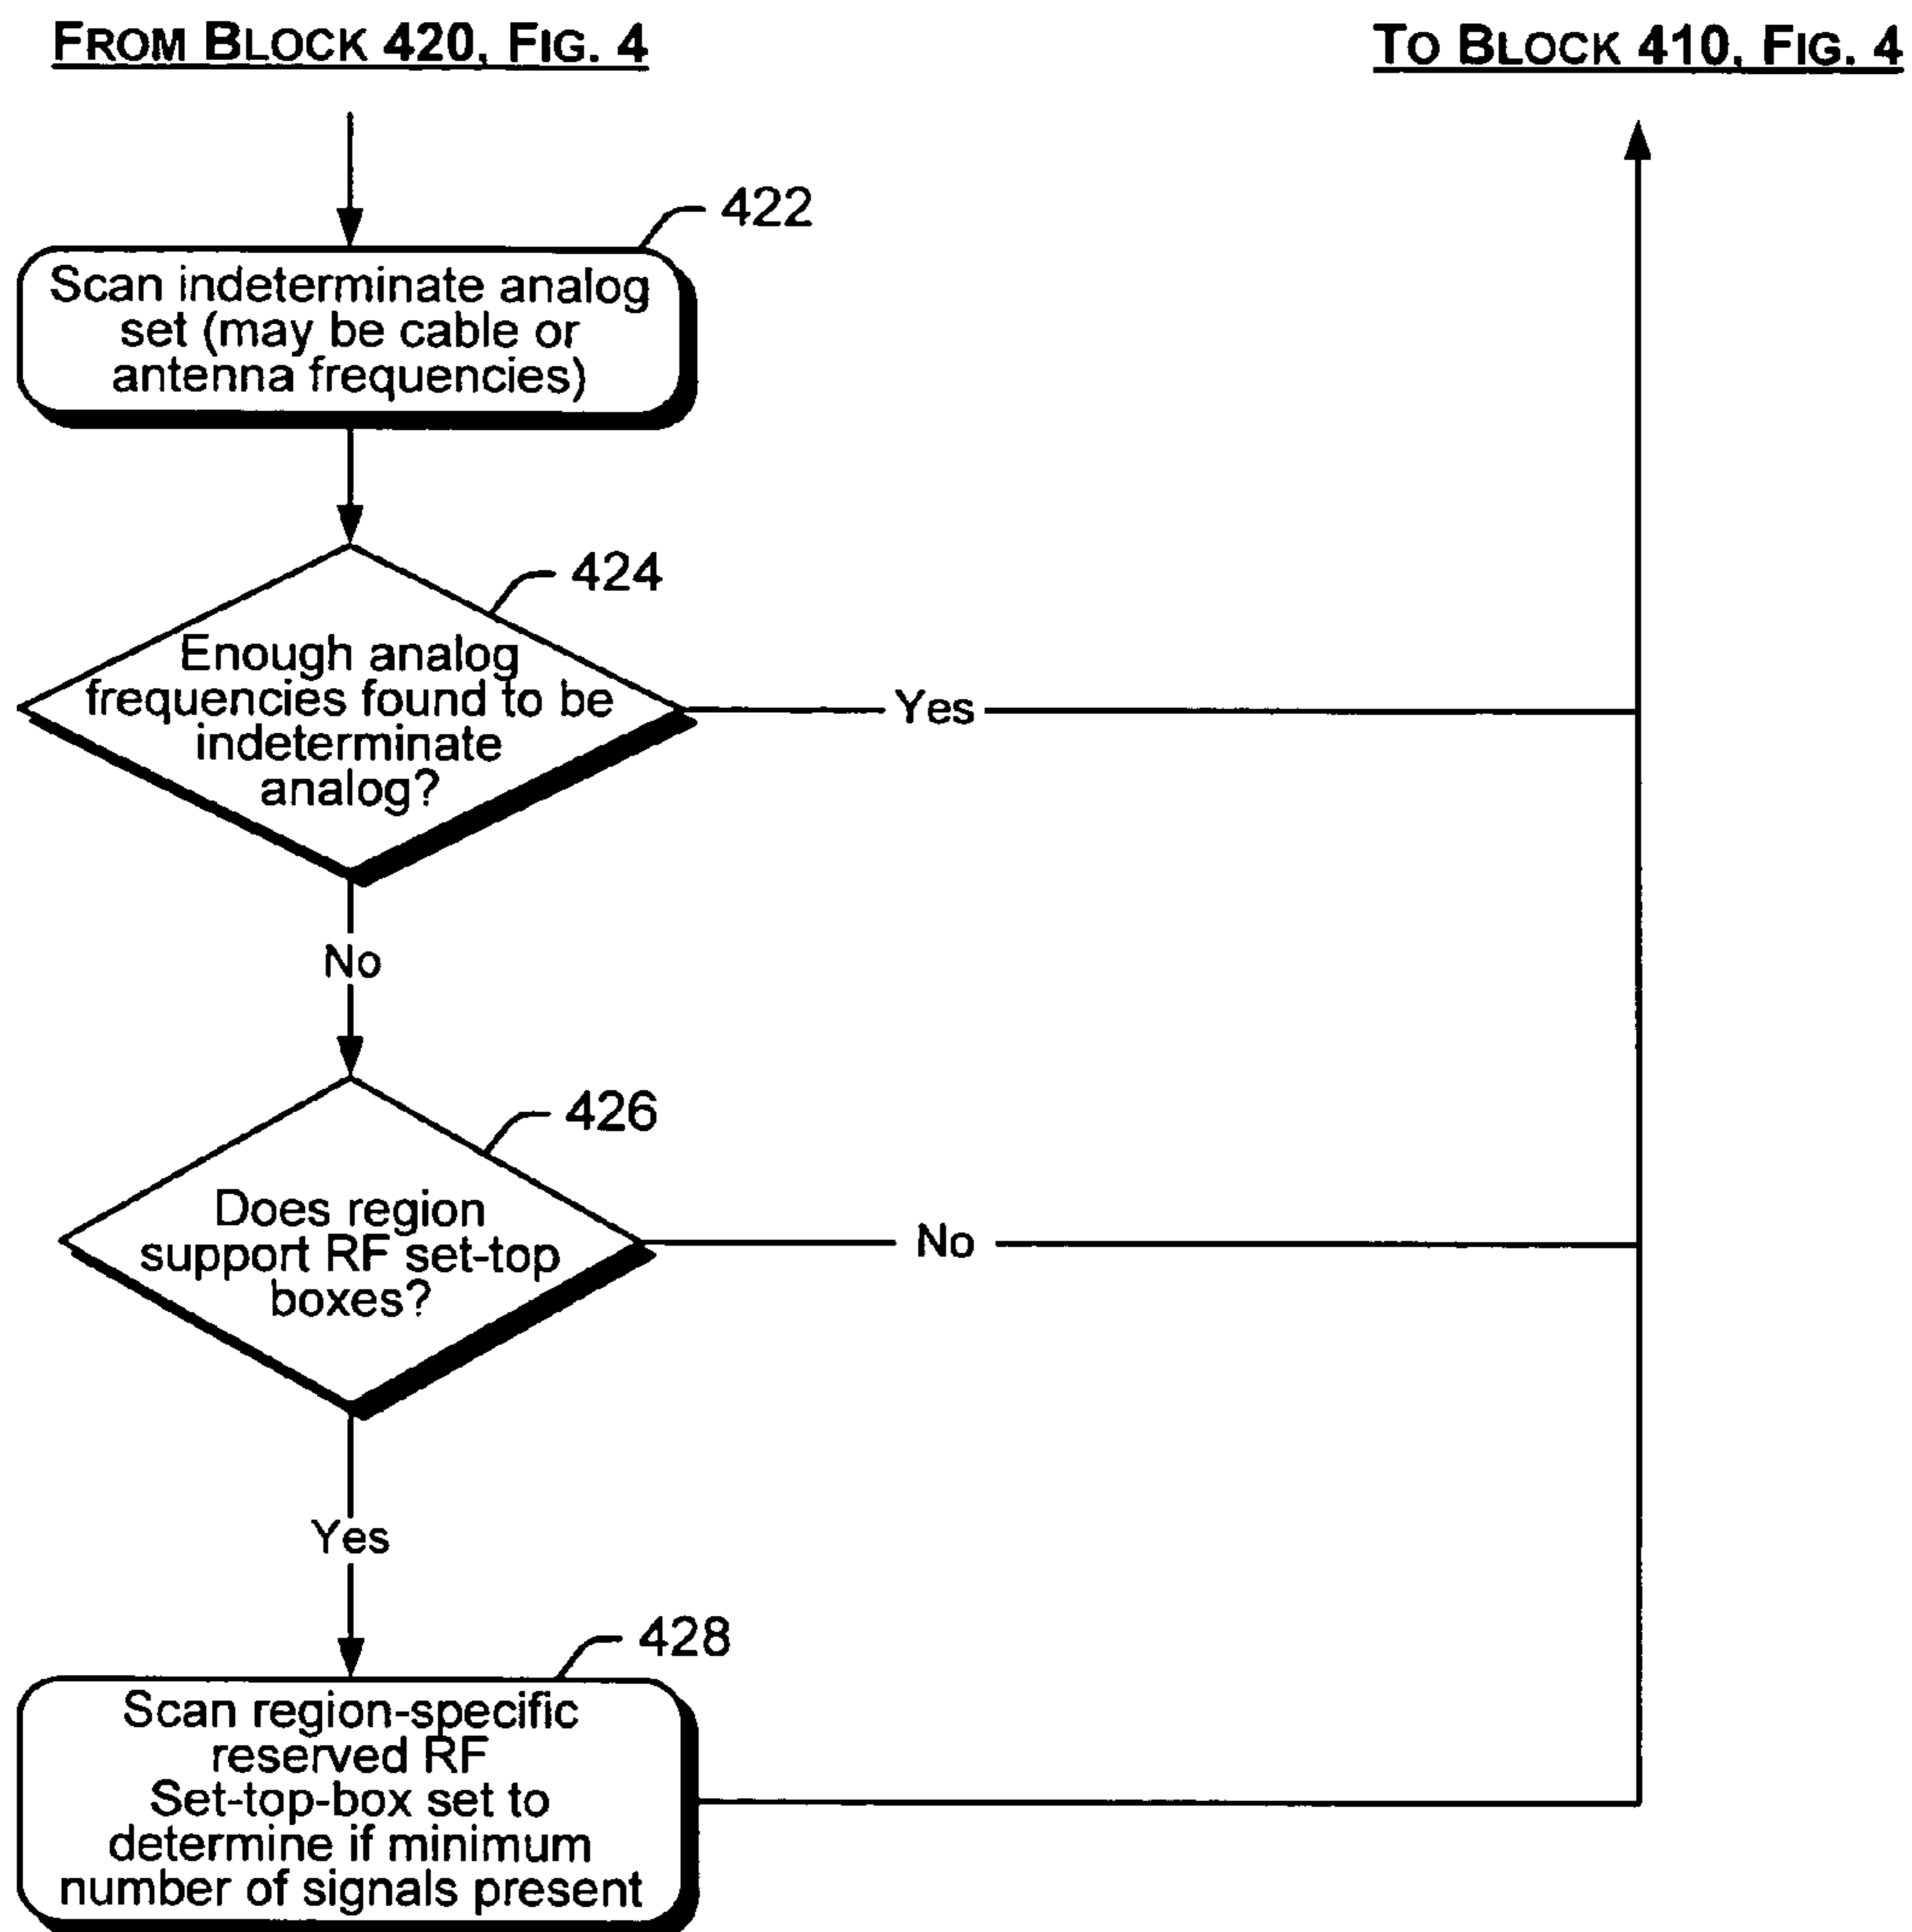 FROM BLOCK 420, FIG. 4
TO BLOCK 410, FIG. 4
422
Scan indeterminate analog
set (may be cable or
antenna frequencies)
424
Enough analog
frequencies found to be
indeterminate
analog?
Yes
No
426
Does region
support RF set-top
boxes?
No
Yes
428
Scan region-specific
reserved RF
Set-top-box set to
determine if minimum
number of signals present